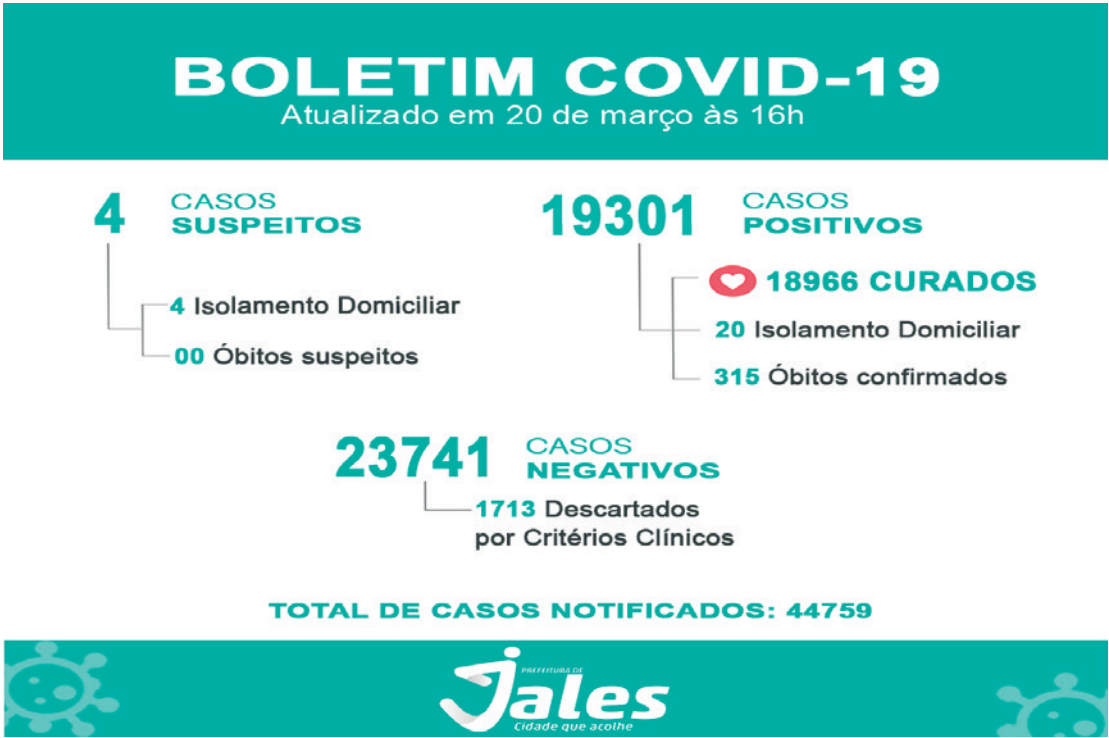 BOLETIM COVID-19
Atualizado em 20 de março às 16h
4 CASOS
SUSPEITOS
4 Isolamento Domiciliar
00 Óbitos suspeitos
19301 CASOS
POSITIVOS
18966 CURADOS
20 Isolamento Domiciliar
315 Óbitos confirmados
23741 CASOS
NEGATIVOS
1713 Descartados
por Critérios Clínicos
TOTAL DE CASOS NOTIFICADOS: 44759
PREFEITURA DE
Jales
Cidade que acolhe